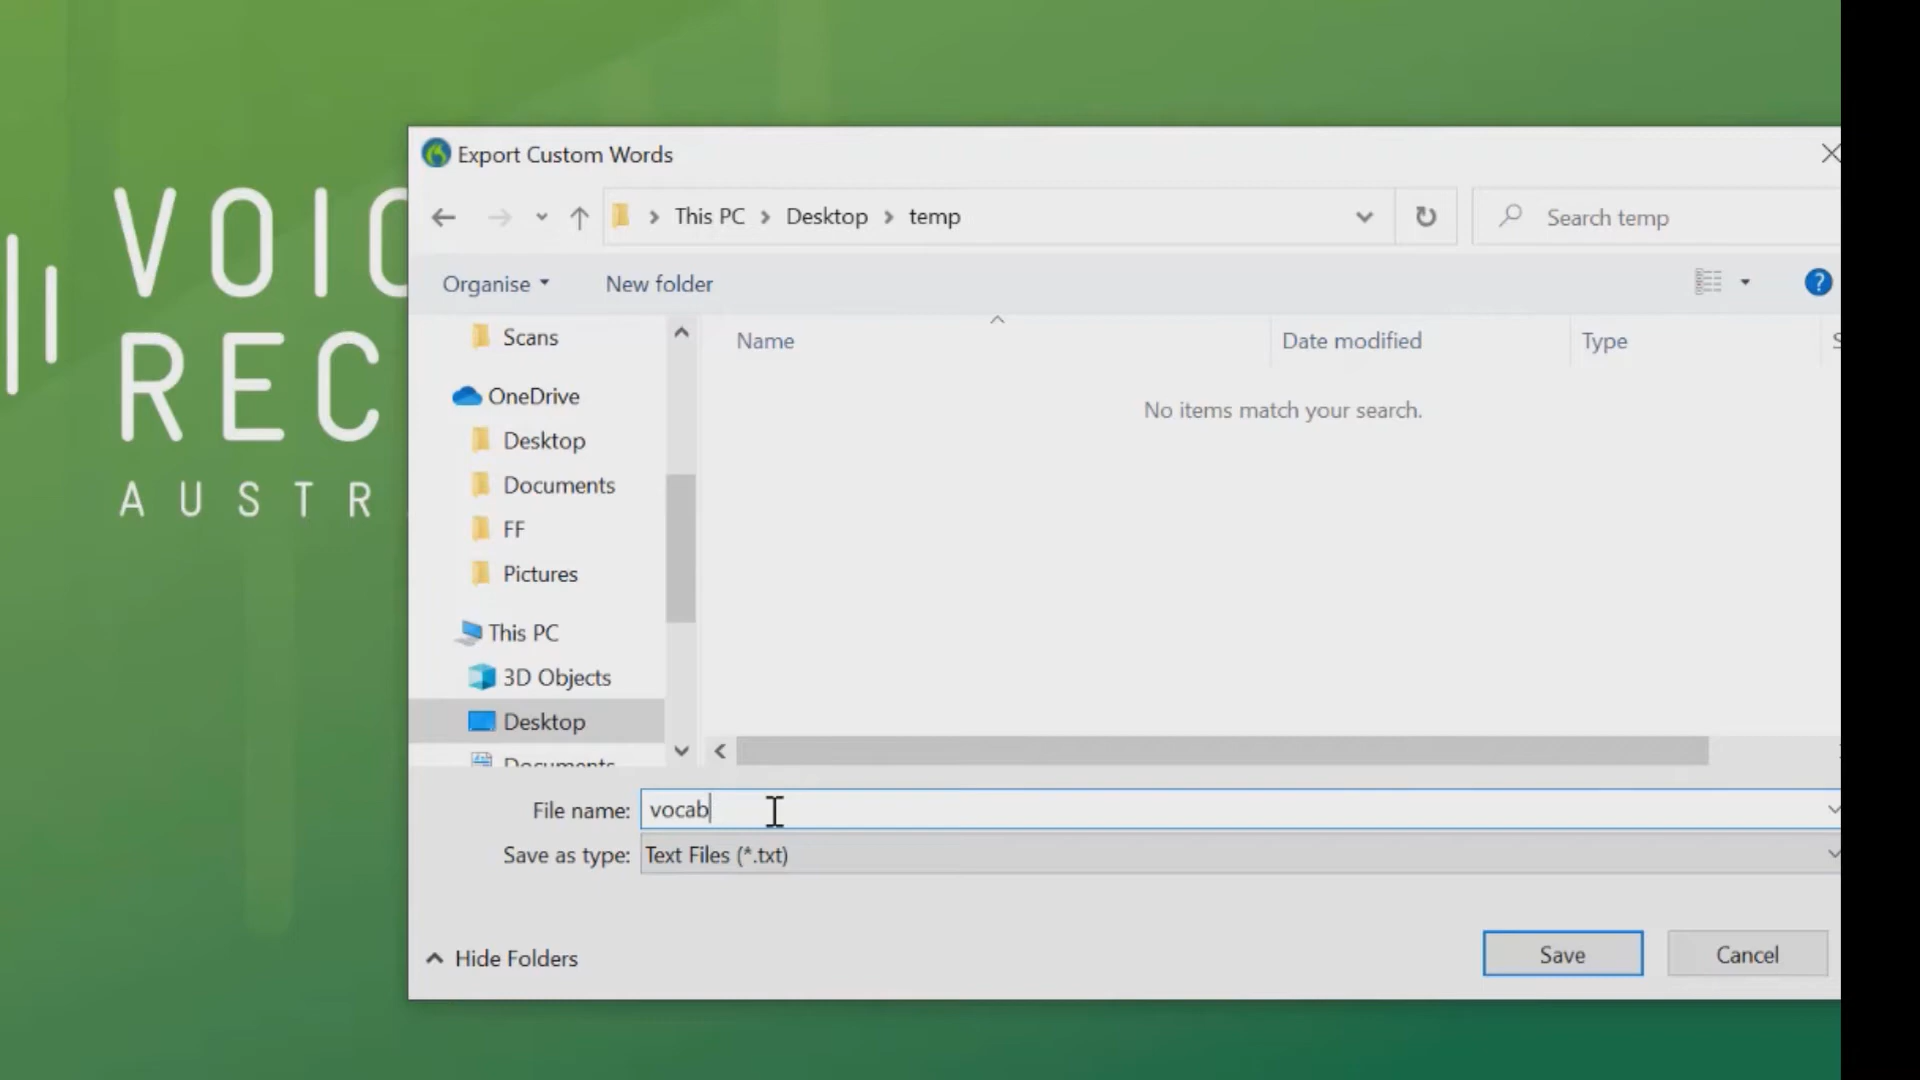 VOIC
REC
AUSTR
Export Custom Words
This PC
Desktop
temp
Search temp
Organise
New folder
Scans
OneDrive
Desktop
Documents
FF
Pictures
This PC
3D Objects
Desktop
Documents
Name
Date modified
Type
S
No items match your search.
File name: vocab
Save as type: Text Files (*.txt)
Hide Folders
Save
Cancel